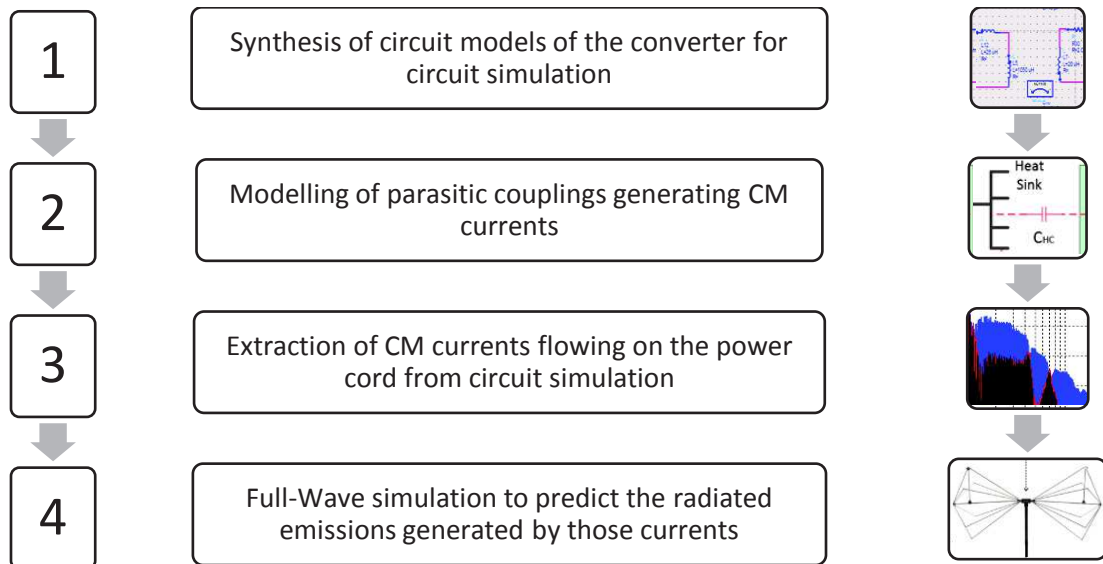 1
Synthesis of circuit models of the converter for
circuit simulation
2
Modelling of parasitic couplings generating CM
currents
Heat
Sink
CHC
3
Extraction of CM currents flowing on the power
cord from circuit simulation
4
Full-Wave simulation to predict the radiated
emissions generated by those currents